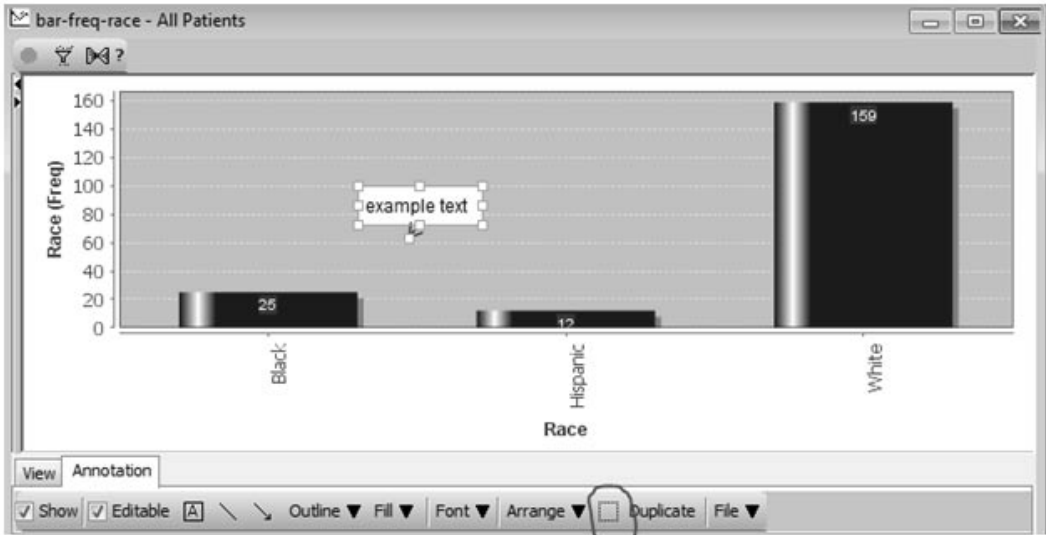 bar-freq-race - All Patients
?
160
140
120
100
80
60
40
20
0
Race (Freq)
example text
25
12
159
Black
Hispanic
White
Race
View Annotation
Show Editable A Outline Fill Font Arrange Duplicate File